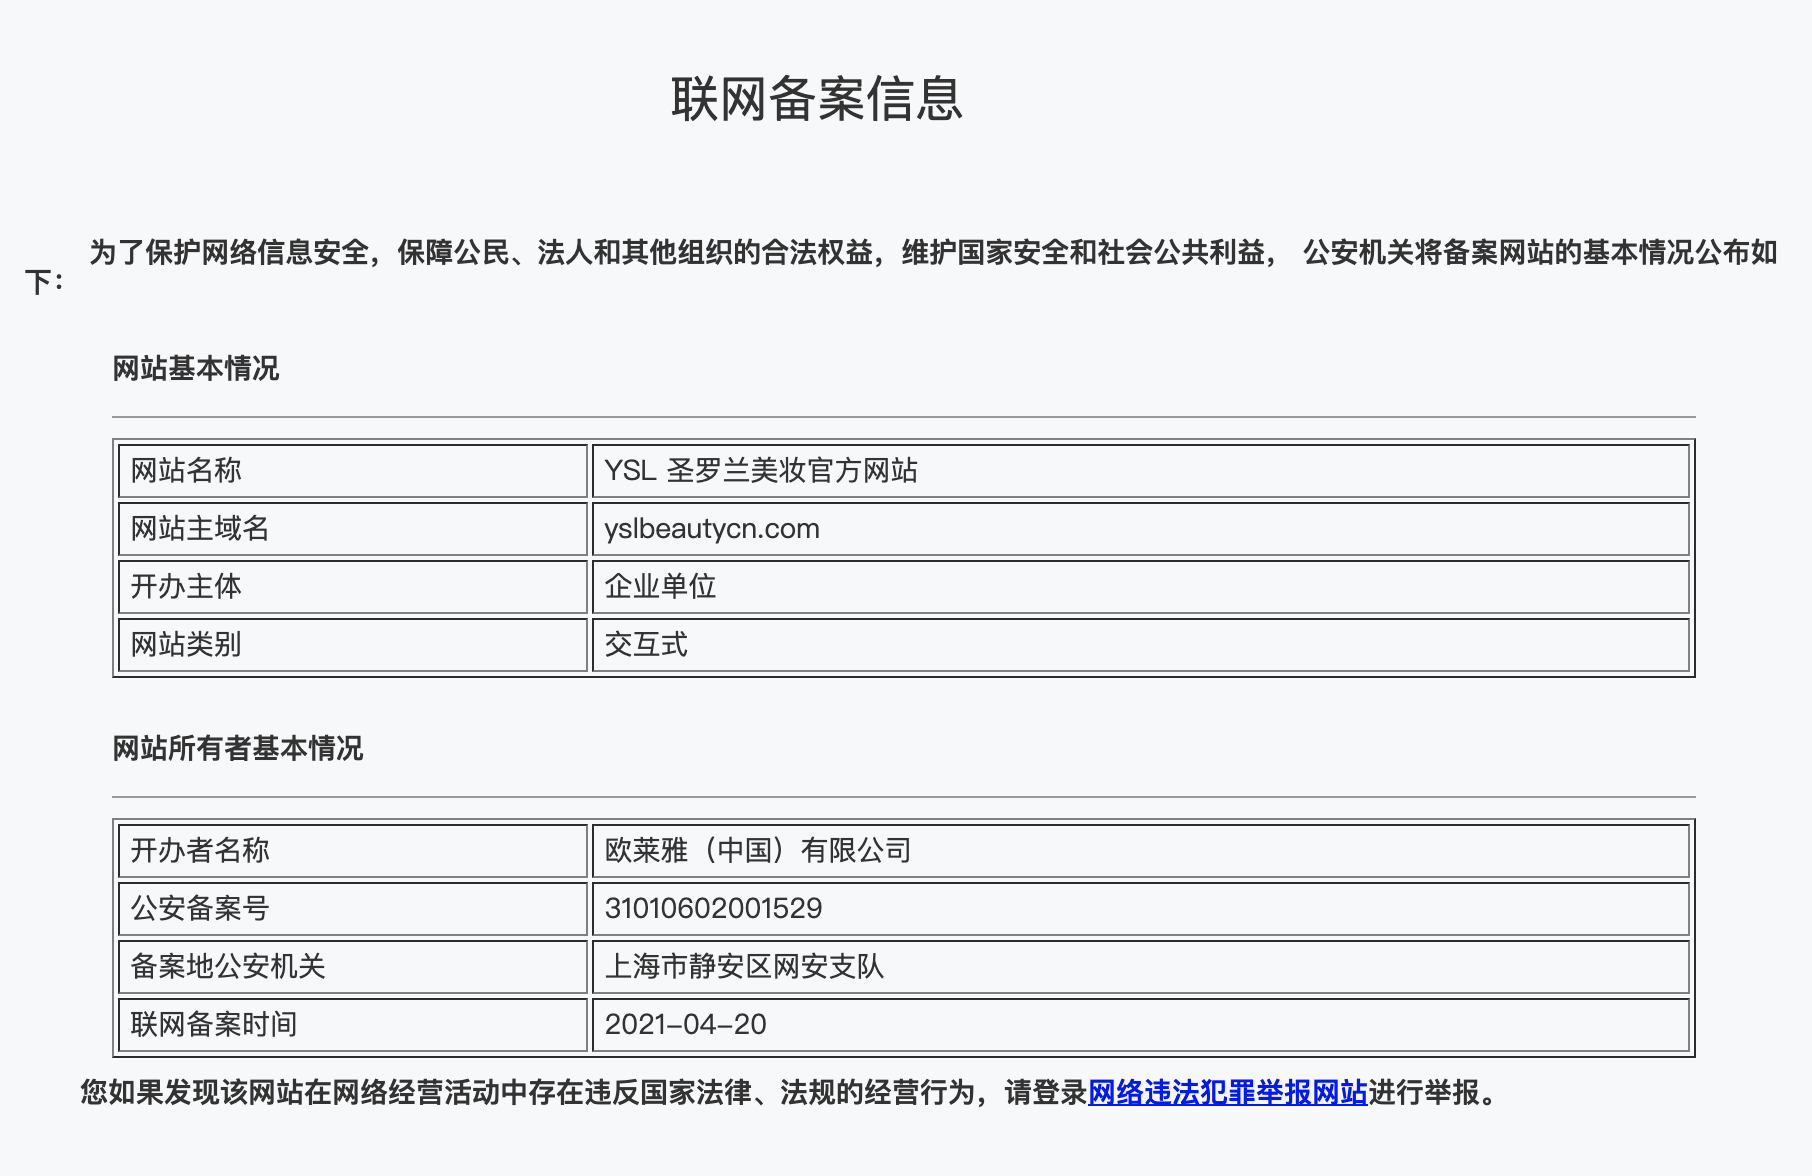 联网备案信息
为了保护网络信息安全，保障公民、法人和其他组织的合法权益，维护国家安全和社会公共利益， 公安机关将备案网站的基本情况公布如
下：
网站基本情况
网站名称 YSL 圣罗兰美妆官方网站
网站主域名 yslbeautycn.com
开办主体 企业单位
网站类别 交互式
网站所有者基本情况
开办者名称 欧莱雅（中国）有限公司
公安备案号 31010602001529
备案地公安机关 上海市静安区网安支队
联网备案时间 2021-04-20
您如果发现该网站在网络经营活动中存在违反国家法律、法规的经营行为，请登录网络违法犯罪举报网站进行举报。